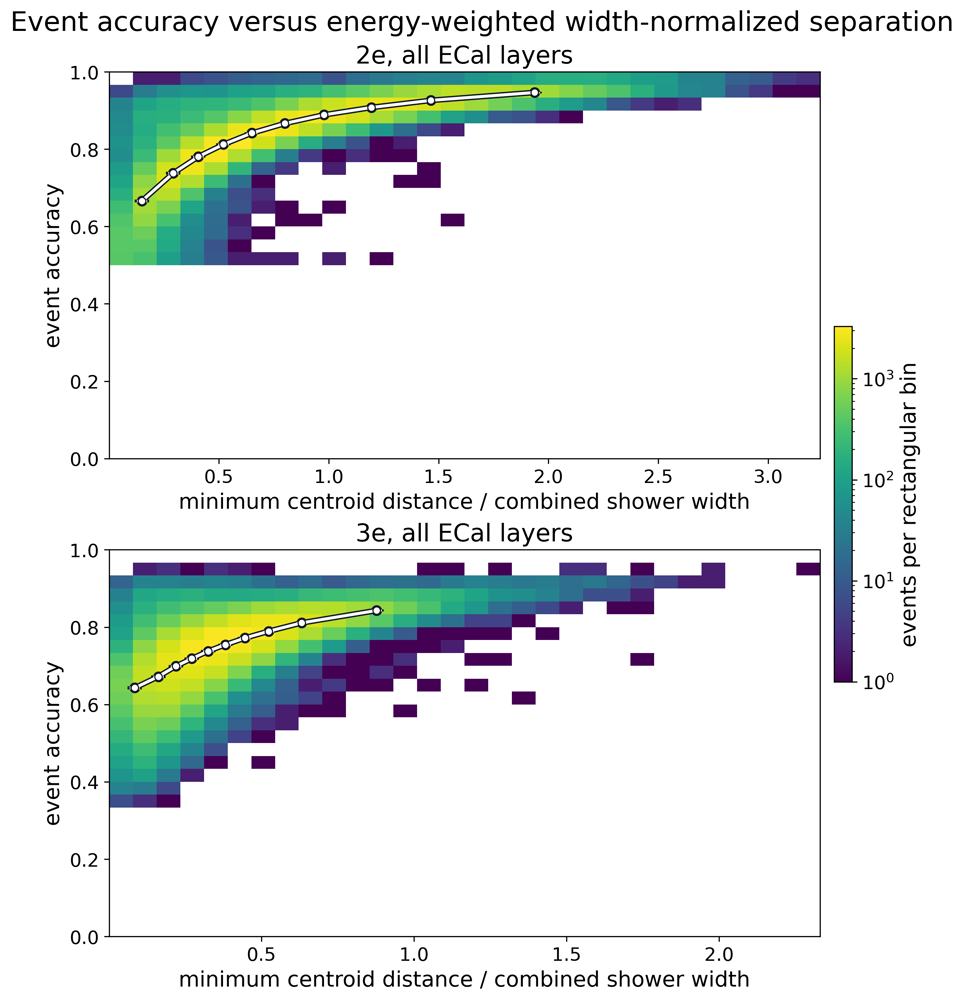 Event accuracy versus energy-weighted width-normalized separation
2e, all ECal layers
1.0
0.8
0.6
0.4
0.2
0.0
event accuracy
0.5 1.0 1.5 2.0 2.5 3.0
minimum centroid distance / combined shower width
3e, all ECal layers
1.0
0.8
0.6
0.4
0.2
0.0
event accuracy
0.5 1.0 1.5 2.0
minimum centroid distance / combined shower width
10³
10²
10¹
10⁰
events per rectangular bin